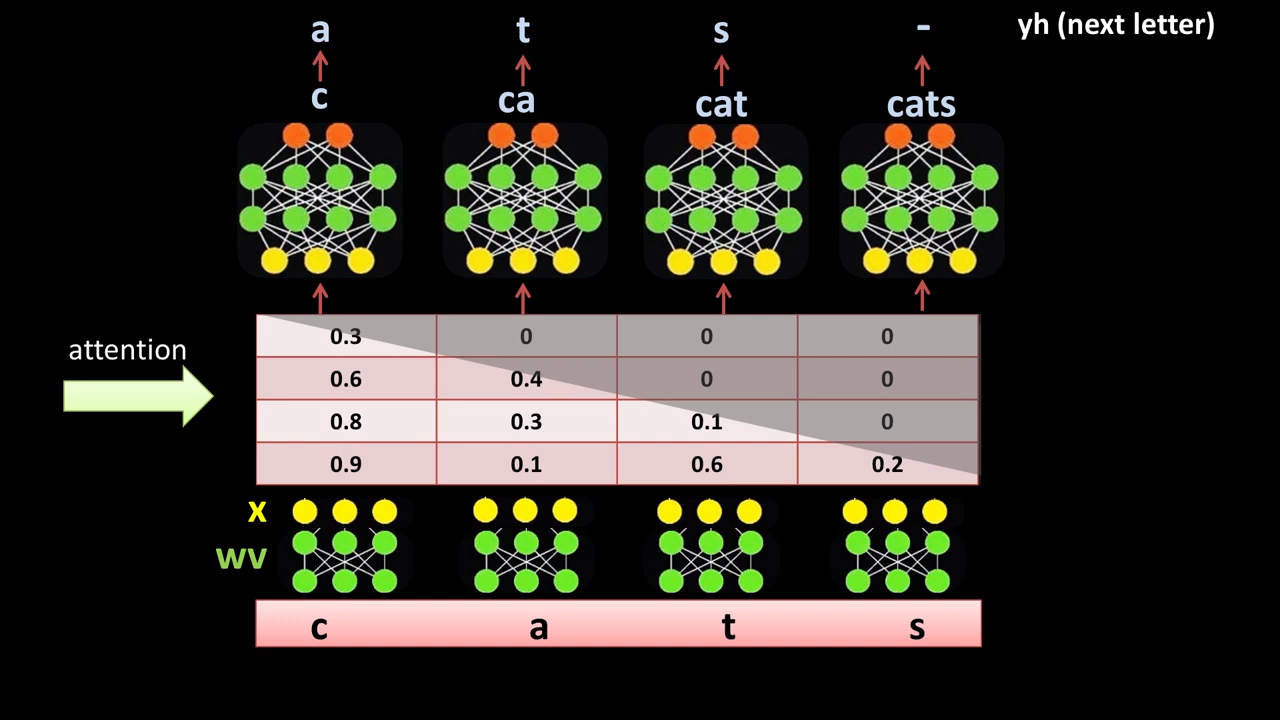 a t s - yh (next letter)
c ca cat cats
attention
0.3 0 0 0
0.6 0.4 0 0
0.8 0.3 0.1 0
0.9 0.1 0.6 0.2
x
wv
c a t s